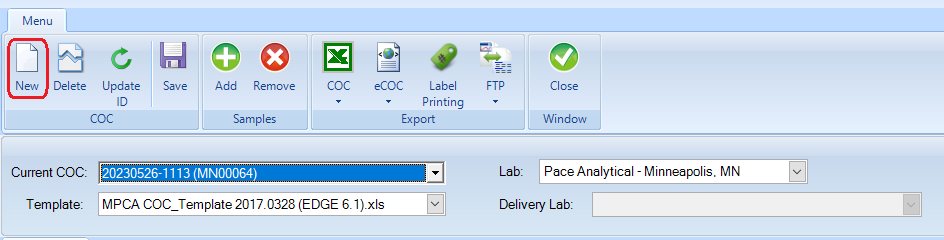 Menu
New Delete Update ID Save Add Remove COC eCOC Label Printing FTP Close
COC Samples Export Window
Current COC: 20230526-1113 (MN00064) Lab: Pace Analytical - Minneapolis, MN
Template: MPCA COC_Template 2017.0328 (EDGE 6.1).xls Delivery Lab: